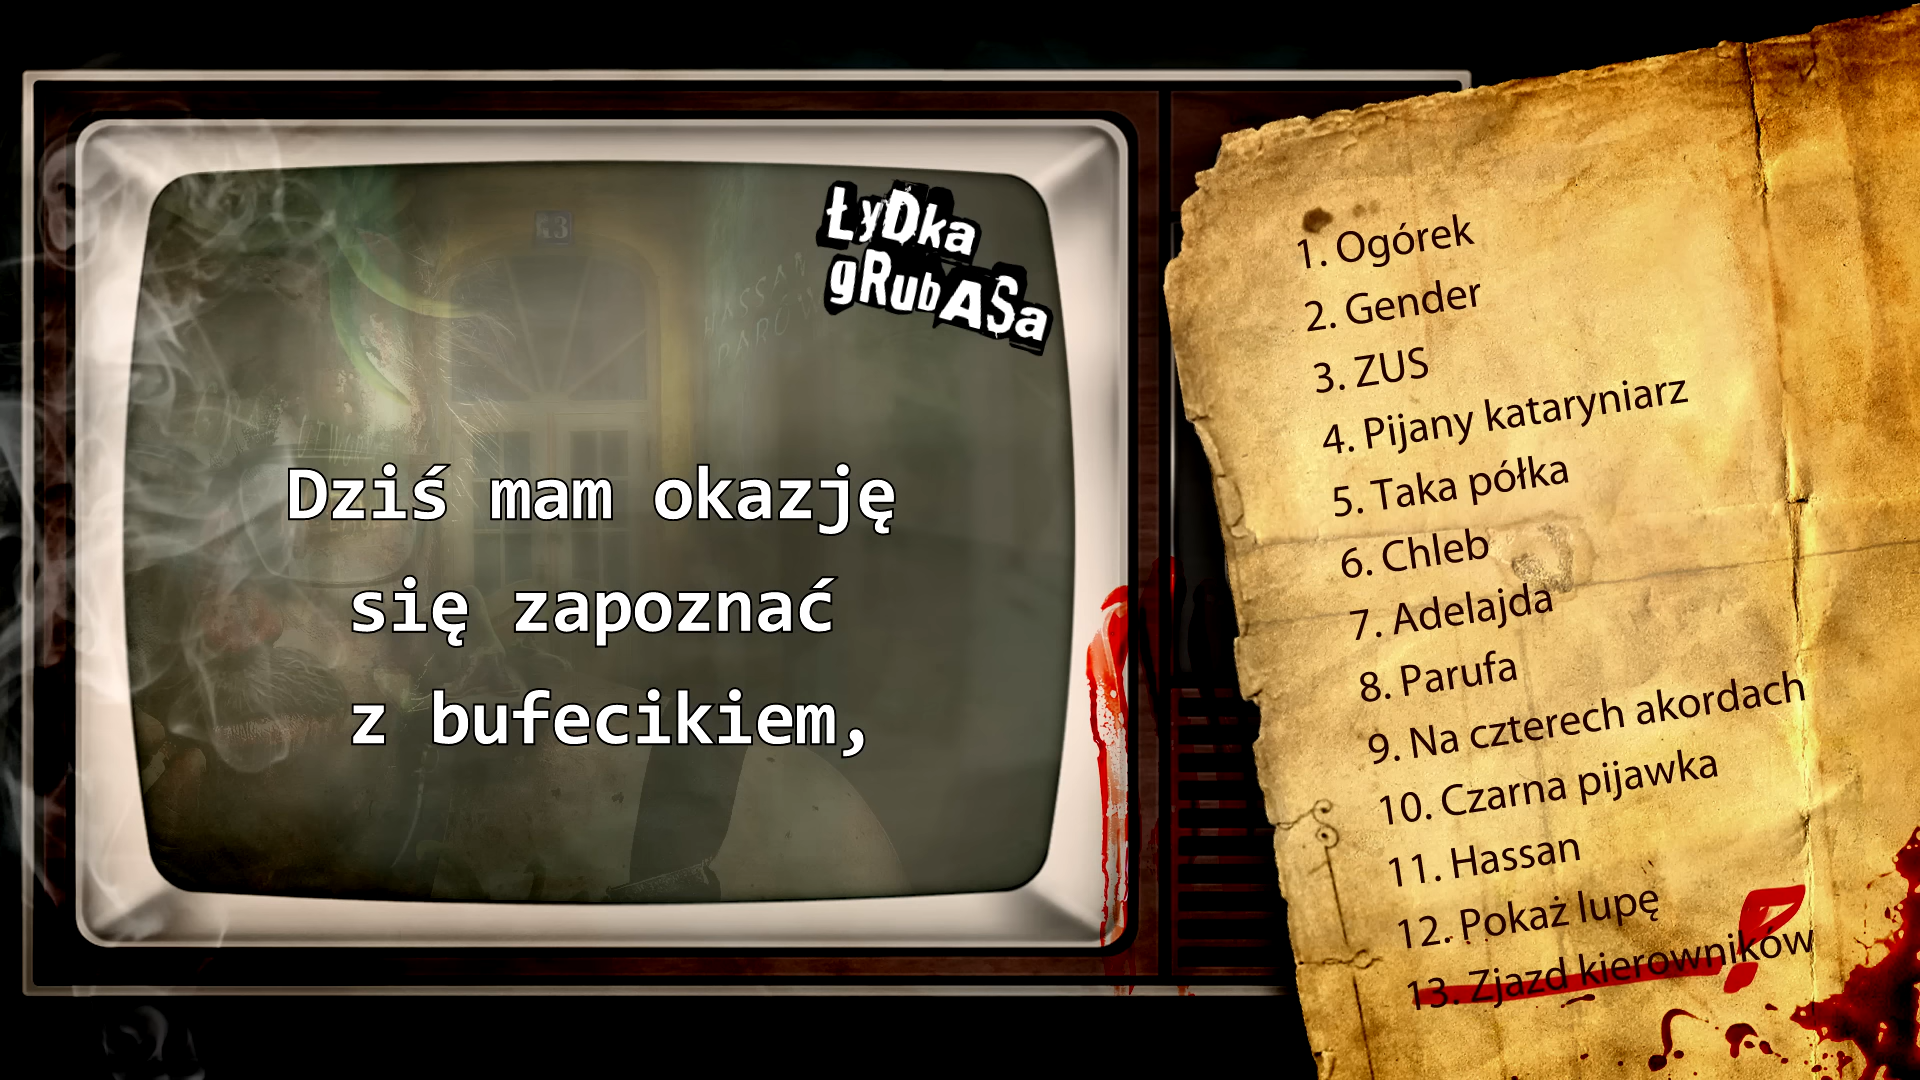 ŁyDka
gRubASa
Dziś mam okazję
się zapoznać
z bufecikiem,
1. Ogórek
2. Gender
3. ZUS
4. Pijany kataryniarz
5. Taka półka
6. Chleb
7. Adelajda
8. Parufa
9. Na czterech akordach
10. Czarna pijawka
11. Hassan
12. Pokaż lupę
13. Zjazd kierowników